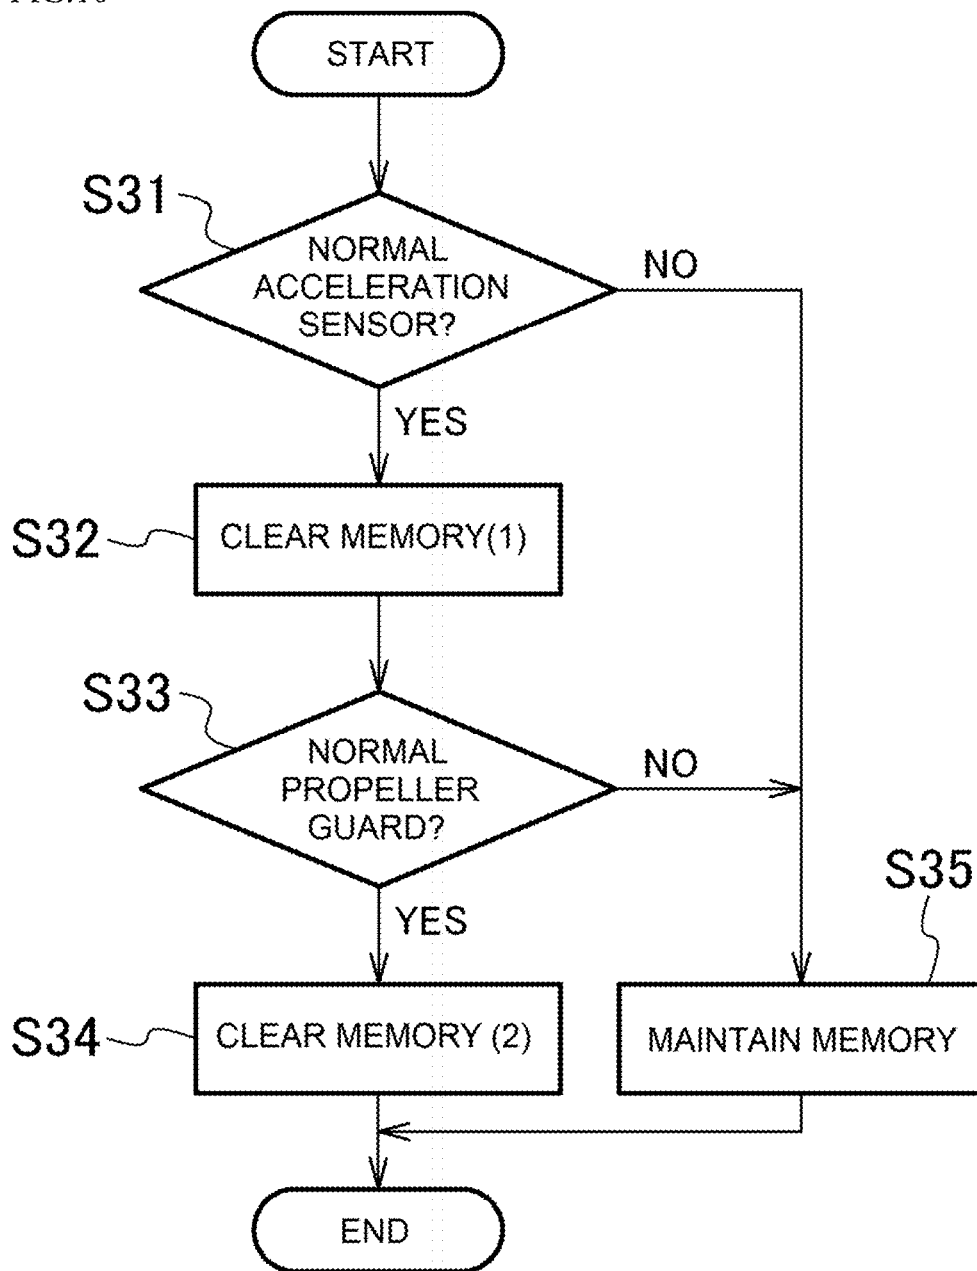 START
S31
NORMAL
ACCELERATION
SENSOR?
NO
YES
S32
CLEAR MEMORY(1)
S33
NORMAL
PROPELLER
GUARD?
NO
YES
S35
S34
CLEAR MEMORY (2)
MAINTAIN MEMORY
END